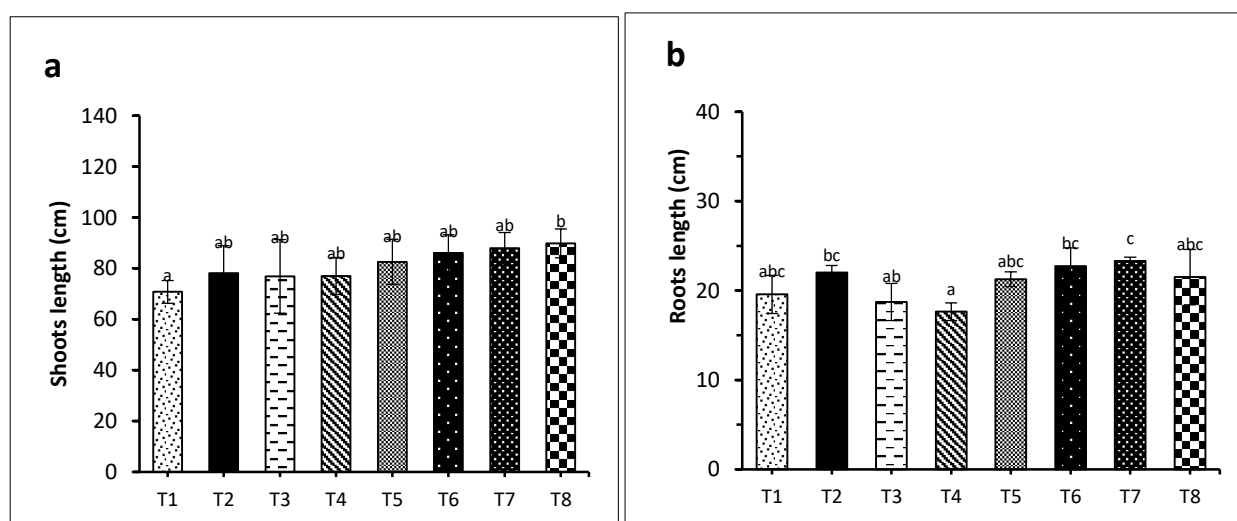 a
Shoots length (cm)
140
120
100
80
60
40
20
0
a
ab
ab
ab
ab
ab
ab
b
T1 T2 T3 T4 T5 T6 T7 T8
b
Roots length (cm)
40
30
20
10
0
abc
bc
ab
a
abc
bc
c
abc
T1 T2 T3 T4 T5 T6 T7 T8